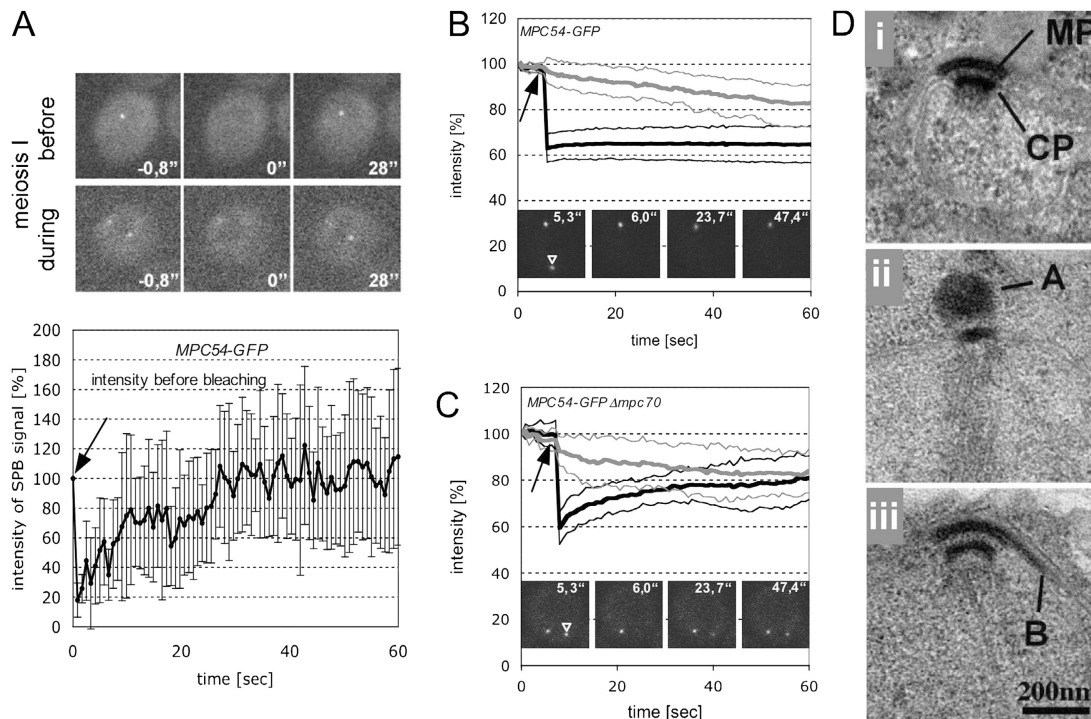 A
meiosis I
before
-0,8” 0” 28”
during
-0,8” 0” 28”
MPC54-GFP
intensity before bleaching
intensity of SPB signal [%]
200
180
160
140
120
100
80
60
40
20
0
0 20 40 60
time [sec]
B
MPC54-GFP
intensity [%]
120
100
80
60
40
20
0
5,3“ 6,0“ 23,7“ 47,4“
0 20 40 60
time [sec]
C
MPC54-GFP Δmpc70
intensity [%]
120
100
80
60
40
20
0
5,3“ 6,0“ 23,7“ 47,4“
0 20 40 60
time [sec]
D
i
MP
CP
ii
A
iii
B
200nm